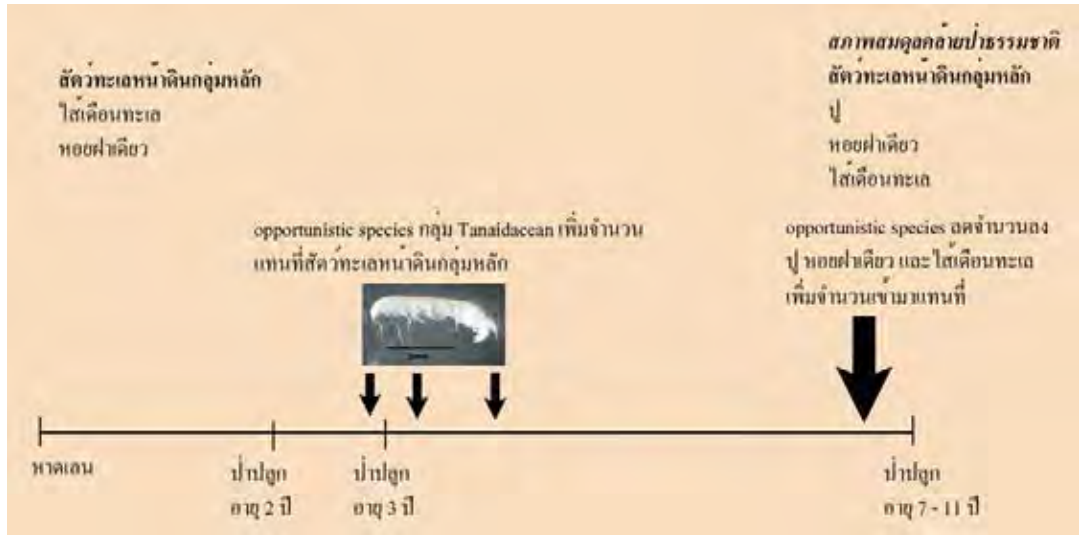 สัตว์ทะเลหน้าดินกลุ่มหลัก
ไส้เดือนทะเล
หอยฝาเดียว
สภาพสมดุลคล้ายป่าธรรมชาติ
สัตว์ทะเลหน้าดินกลุ่มหลัก
ปู
หอยฝาเดียว
ไส้เดือนทะเล
opportunistic species กลุ่ม Tanaidacean เพิ่มจำนวน
แทนที่สัตว์ทะเลหน้าดินกลุ่มหลัก
opportunistic species ลดจำนวนลง
ปู หอยฝาเดียว และไส้เดือนทะเล
เพิ่มจำนวนเข้ามาแทนที่
หาดเลน
ป่าปลูก
อายุ 2 ปี
ป่าปลูก
อายุ 3 ปี
ป่าปลูก
อายุ 7 - 11 ปี